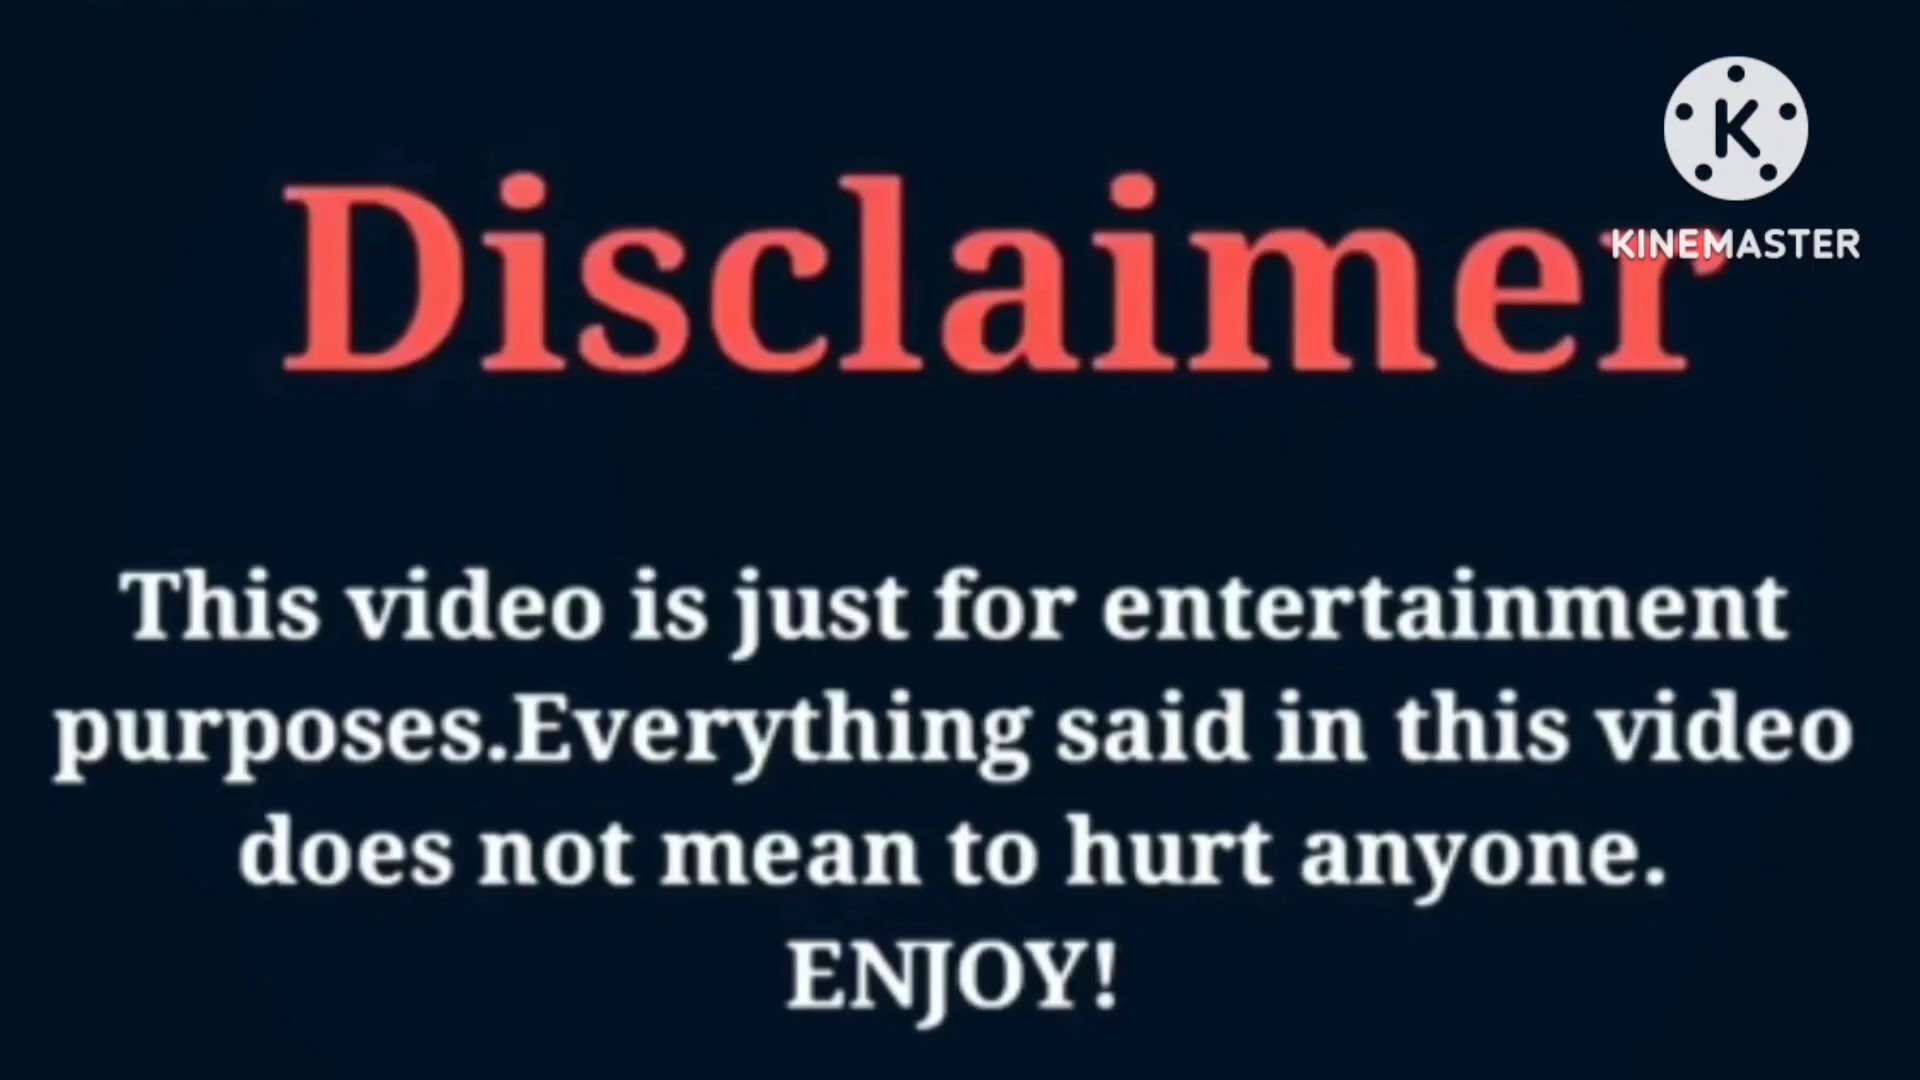 K
KINEMASTER
Disclaimer
This video is just for entertainment
purposes.Everything said in this video
does not mean to hurt anyone.
ENJOY!